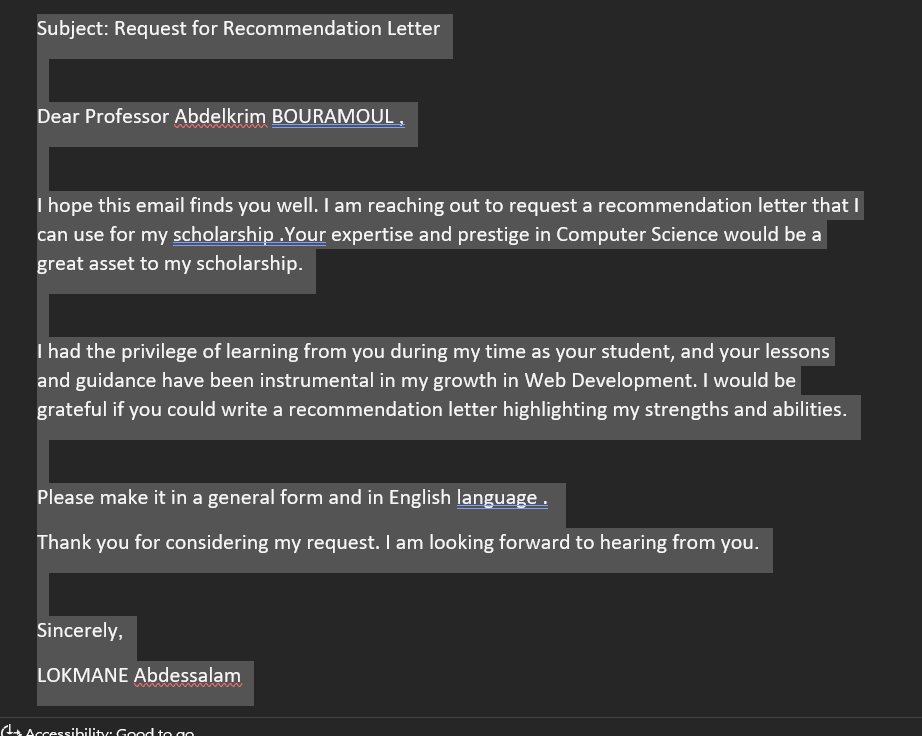 Subject: Request for Recommendation Letter
Dear Professor Abdelkrim BOURAMOUL ,
I hope this email finds you well. I am reaching out to request a recommendation letter that I
can use for my scholarship .Your expertise and prestige in Computer Science would be a
great asset to my scholarship.
I had the privilege of learning from you during my time as your student, and your lessons
and guidance have been instrumental in my growth in Web Development. I would be
grateful if you could write a recommendation letter highlighting my strengths and abilities.
Please make it in a general form and in English language .
Thank you for considering my request. I am looking forward to hearing from you.
Sincerely,
LOKMANE Abdessalam
Accessibility: Good to go